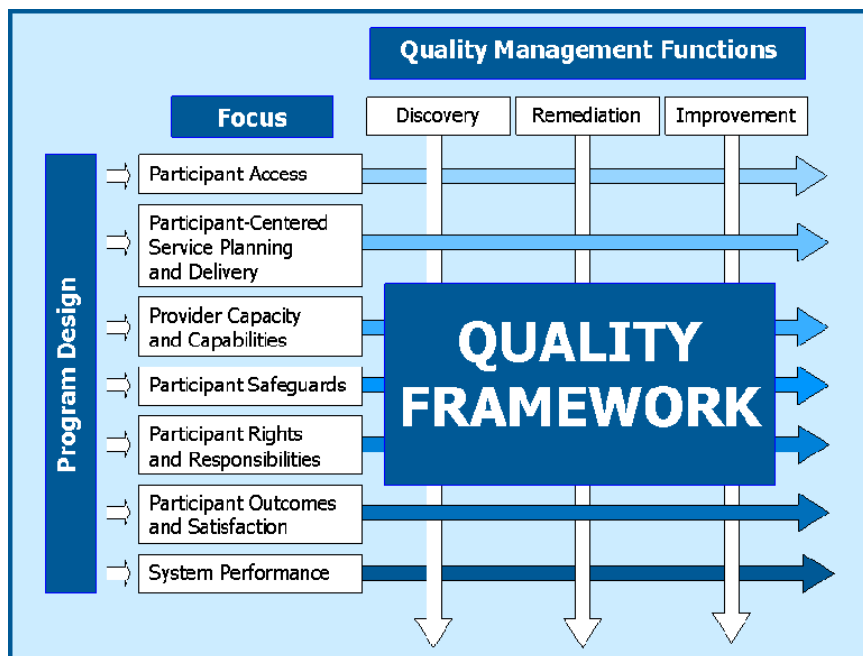 Quality Management Functions
Focus
Discovery
Remediation
Improvement
Program Design
Participant Access
Participant-Centered
Service Planning
and Delivery
Provider Capacity
and Capabilities
Participant Safeguards
Participant Rights
and Responsibilities
Participant Outcomes
and Satisfaction
System Performance
QUALITY
FRAMEWORK